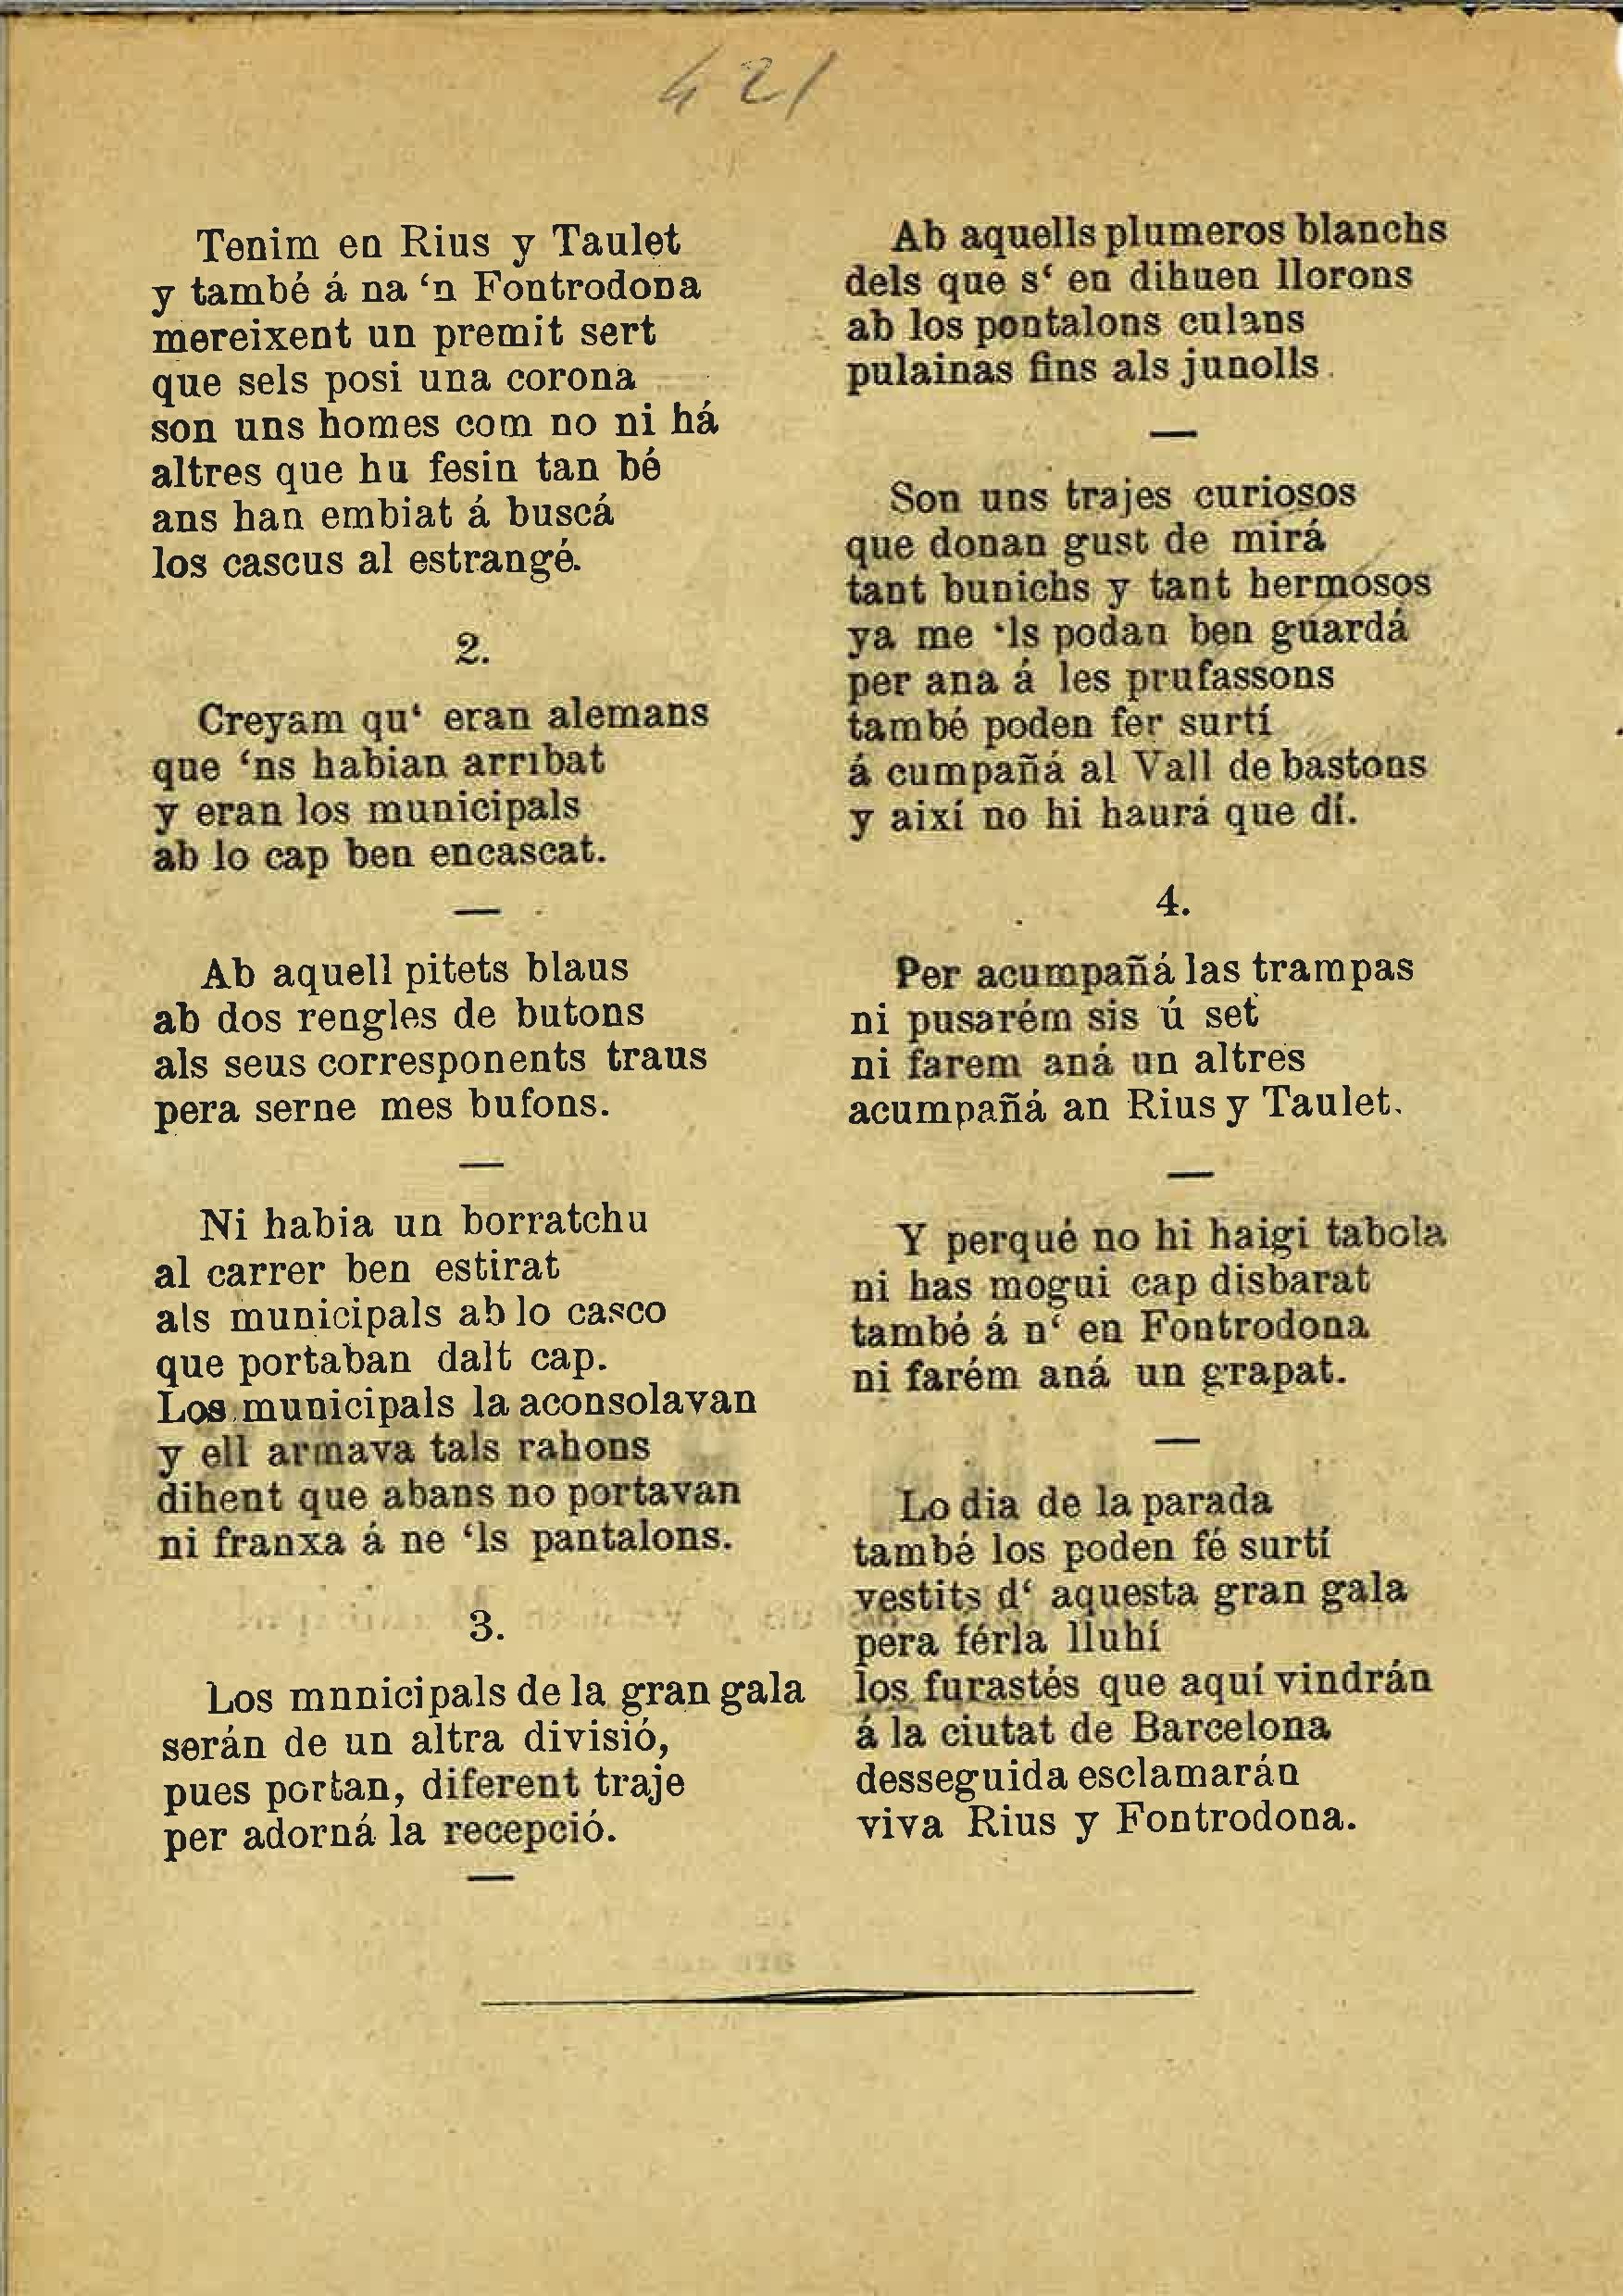 421
Tenim en Rius y Taulet
y també á na ‘n Fontrodona
mereixent un premit sert
que sels posi una corona
son uns homes com no ni há
altres que hu fesin tan bé
ans han embiat á buscá
los cascus al estrangé.
2.
Creyam qu‘ eran alemans
que ‘ns habian arribat
y eran los municipals
ab lo cap ben encascat.
—
Ab aquell pitets blaus
ab dos rengles de butons
als seus corresponents traus
pera serne mes bufons.
—
Ni habia un borratchu
al carrer ben estirat
als municipals ab lo casco
que portaban dalt cap.
Los municipals la aconsolavan
y ell armava tals rahons
dihent que abans no portavan
ni franxa á ne ‘ls pantalons.
3.
Los mnnicipals de la gran gala
serán de un altra divisió,
pues portan, diferent traje
per adorná la recepció.
—
Ab aquells plumeros blanchs
dels que s‘ en dihuen llorons
ab los pontalons culans
pulainas fins als junolls.
—
Son uns trajes curiosos
que donan gust de mirá
tant bunichs y tant hermosos
ya me ‘ls podan ben guardá
per ana á les prufassons
també poden fer surtí
á cumpañá al Vall de bastons
y així no hi haurá que dí.
4.
Per acumpañá las trampas
ni pusarém sis ú set
ni farem aná un altres
acumpañá an Rius y Taulet.
—
Y perqué no hi haigi tabola
ni has mogui cap disbarat
també á n‘ en Fontrodona
ni farém aná un grapat.
—
Lo dia de la parada
també los poden fé surtí
vestits d‘ aquesta gran gala
pera férla lluhí
los furastés que aquí vindrán
á la ciutat de Barcelona
desseguida esclamarán
viva Rius y Fontrodona.